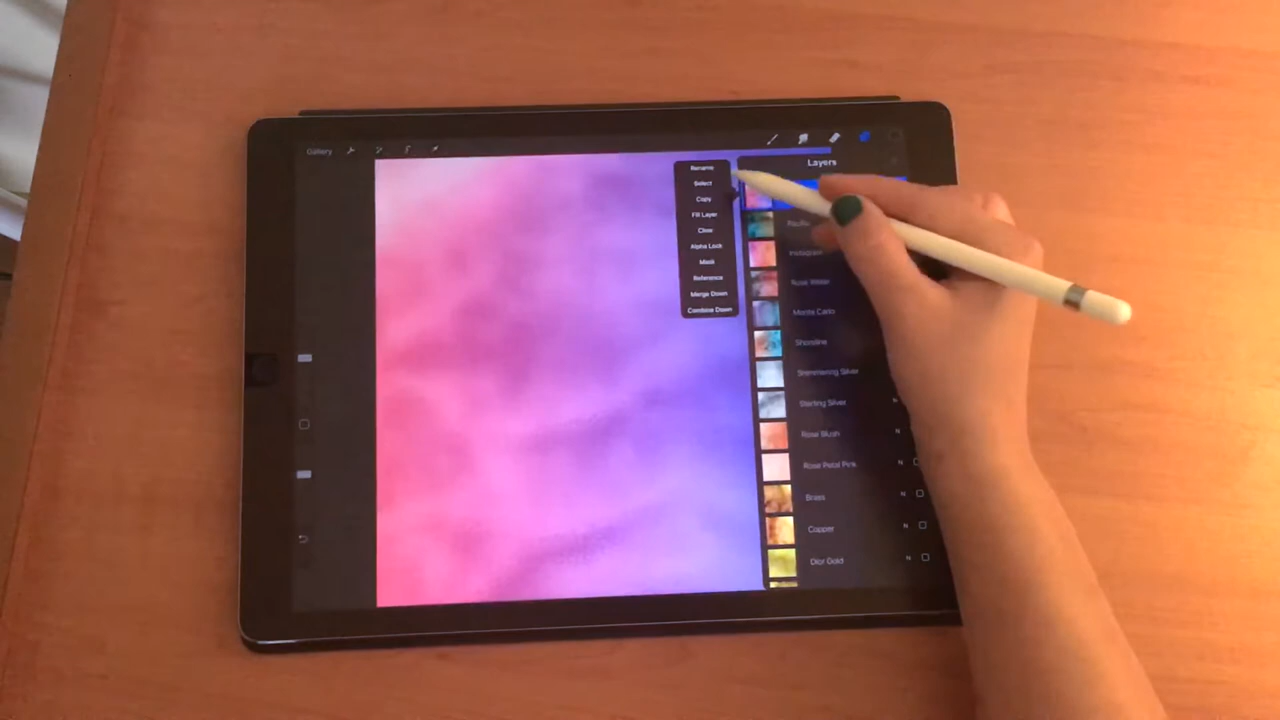 Gallery
Layers
Rename
Select
Copy
Fill Layer
Clear
Alpha Lock
Mask
Reference
Merge Down
Combine Down
Instagram
Rose Water
Monte Carlo
Shoreline
Shimmering Silver
Sterling Silver
N
Rose Blush
N
Rose Petal Pink
N
Brass
N
Copper
N
Dior Gold
N